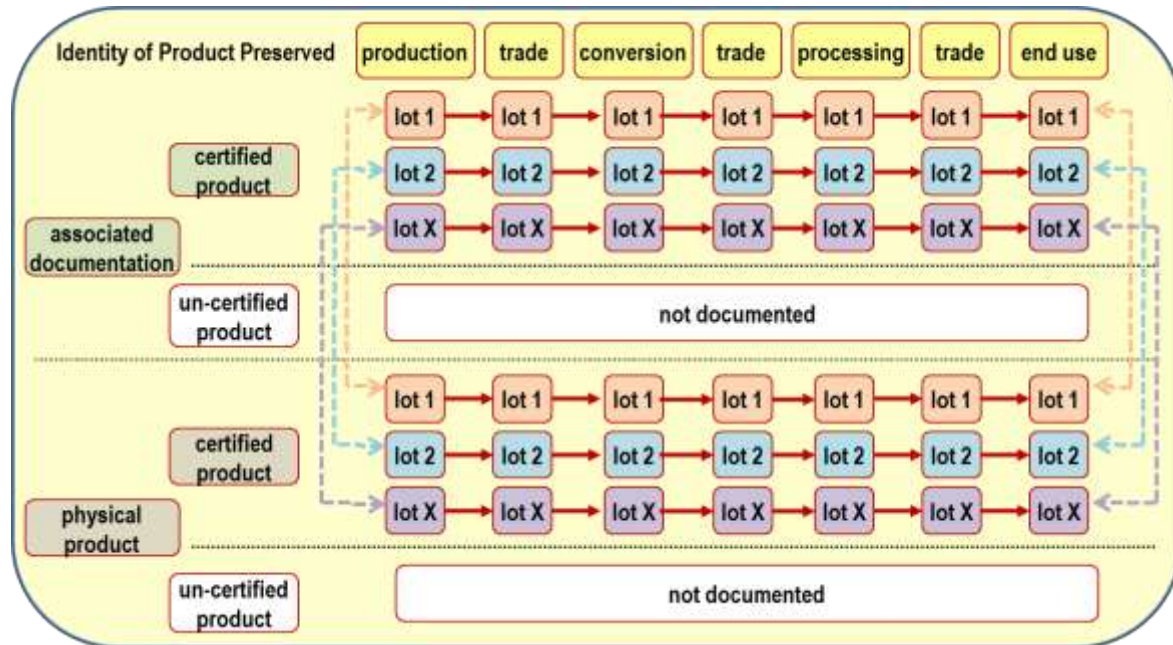 Identity of Product Preserved production trade conversion trade processing trade end use
lot 1 lot 1 lot 1 lot 1 lot 1 lot 1 lot 1
certified
product
lot 2 lot 2 lot 2 lot 2 lot 2 lot 2 lot 2
lot X lot X lot X lot X lot X lot X lot X
associated
documentation
un-certified
product
not documented
lot 1 lot 1 lot 1 lot 1 lot 1 lot 1 lot 1
certified
product
lot 2 lot 2 lot 2 lot 2 lot 2 lot 2 lot 2
lot X lot X lot X lot X lot X lot X lot X
physical
product
un-certified
product
not documented